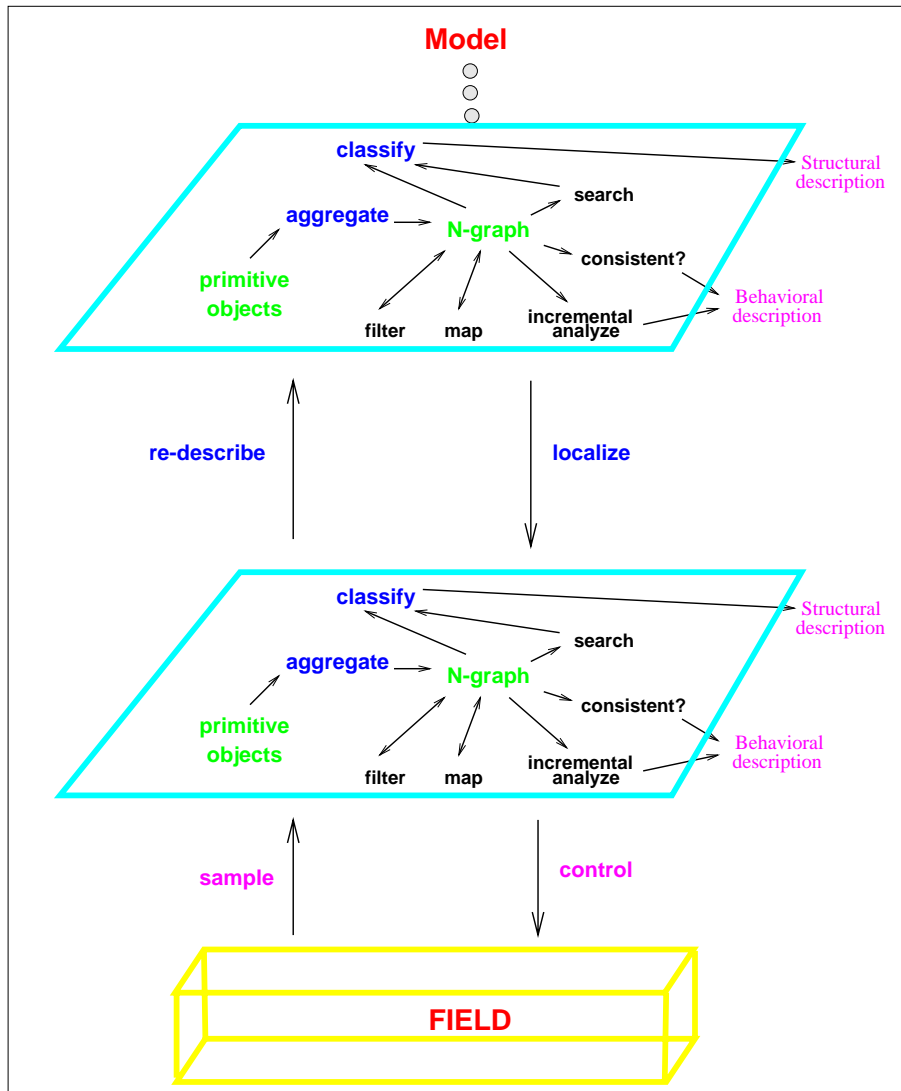 Model
classify
Structural
description
search
aggregate
N-graph
consistent?
primitive
objects
Behavioral
description
filter
map
incremental
analyze
re-describe
localize
classify
Structural
description
search
aggregate
N-graph
consistent?
primitive
objects
Behavioral
description
filter
map
incremental
analyze
sample
control
FIELD